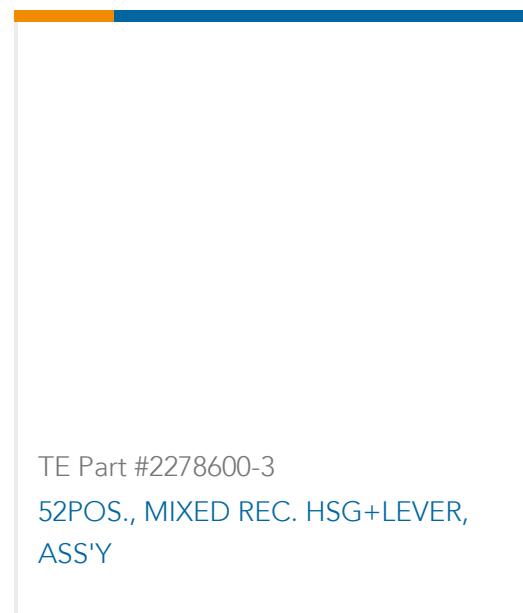 TE Part #2278600-3
52POS., MIXED REC. HSG+LEVER,
ASS'Y